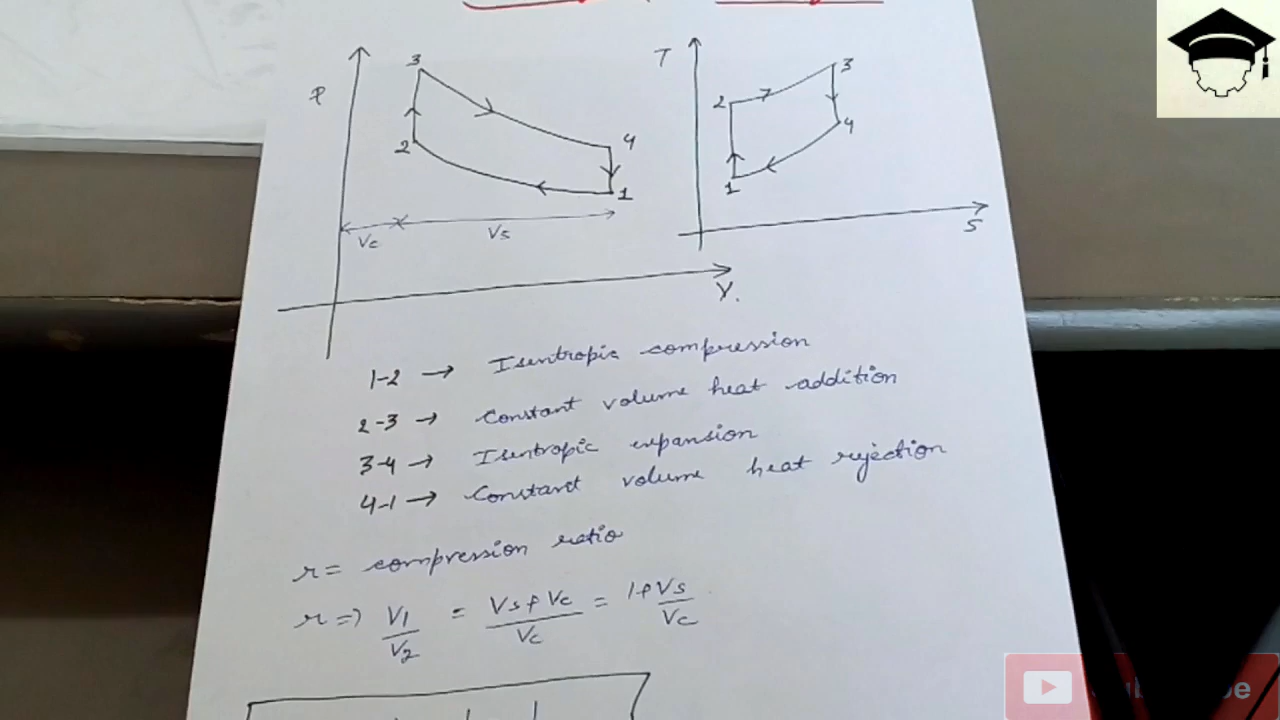 P
3
2
4
1
Vc
Vs
V.
T
2
3
4
1
S
1-2 → Isentropic compression
2-3 → Constant volume heat addition
3-4 → Isentropic expansion
4-1 → Constant volume heat rejection
r = compression ratio
r => V1/V2 = Vs+Vc/Vc = 1+Vs/Vc